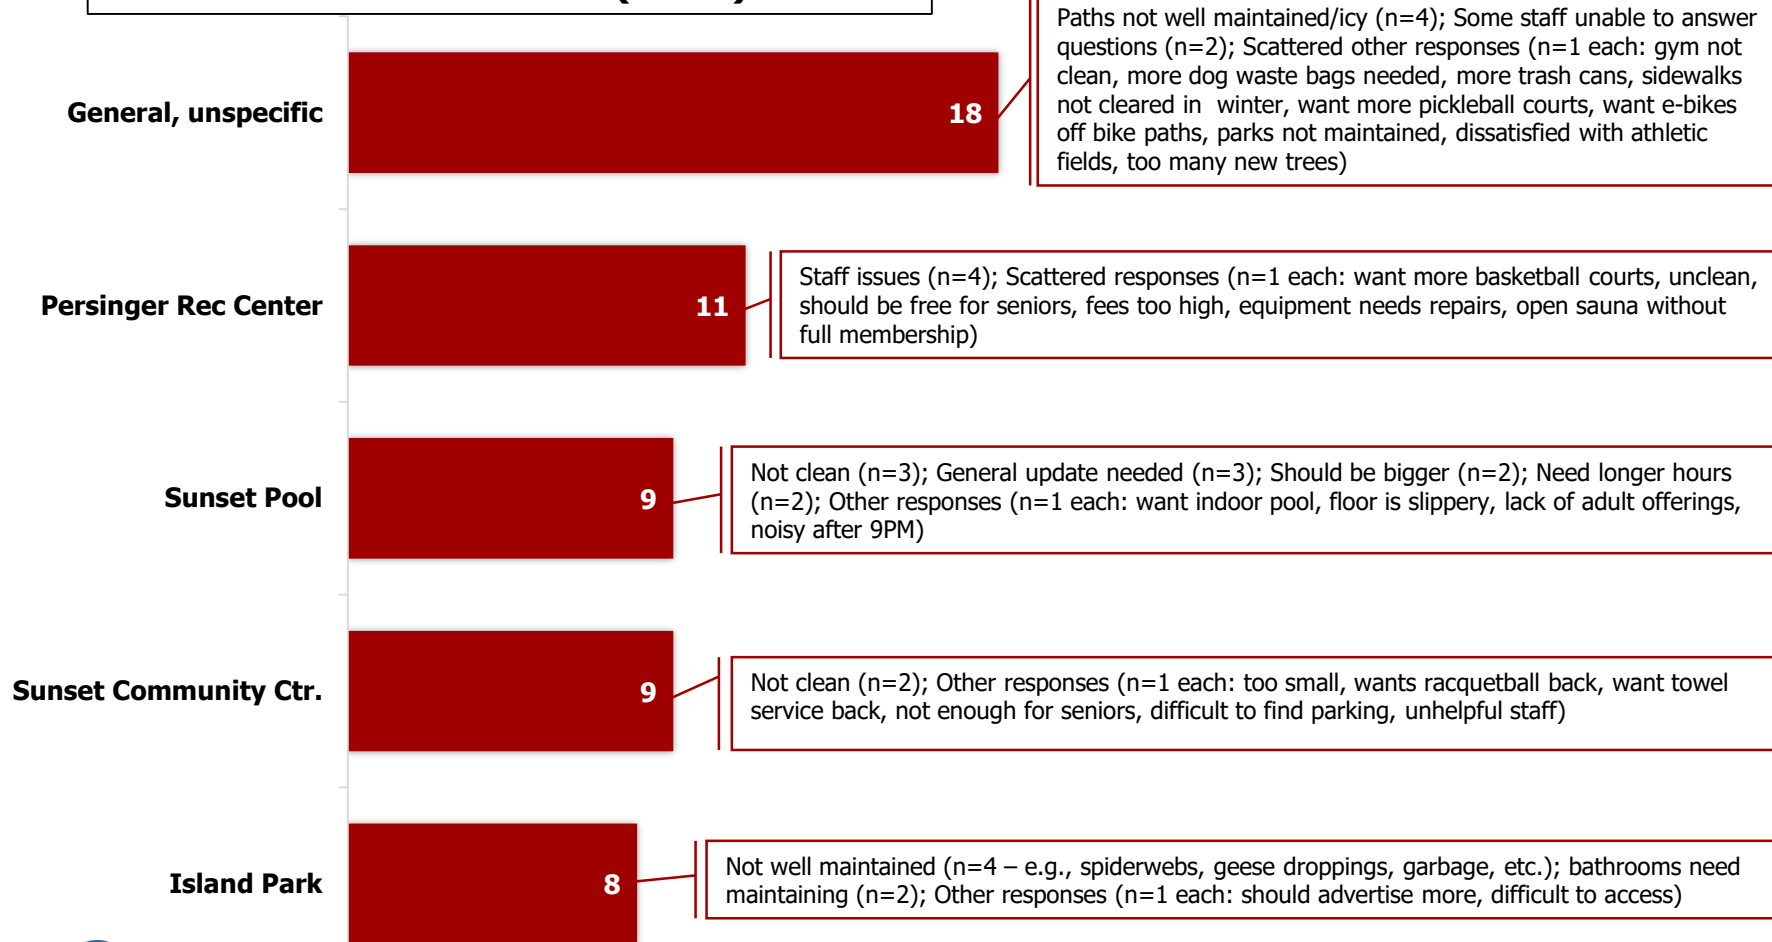 Paths not well maintained/icy (n=4); Some staff unable to answer
questions (n=2); Scattered other responses (n=1 each: gym not
clean, more dog waste bags needed, more trash cans, sidewalks
not cleared in  winter, want more pickleball courts, want e-bikes
off bike paths, parks not maintained, dissatisfied with athletic
fields, too many new trees)
General, unspecific
18
Persinger Rec Center
11
Staff issues (n=4); Scattered responses (n=1 each: want more basketball courts, unclean,
should be free for seniors, fees too high, equipment needs repairs, open sauna without
full membership)
Sunset Pool
9
Not clean (n=3); General update needed (n=3); Should be bigger (n=2); Need longer hours
(n=2); Other responses (n=1 each: want indoor pool, floor is slippery, lack of adult offerings,
noisy after 9PM)
Sunset Community Ctr.
9
Not clean (n=2); Other responses (n=1 each: too small, wants racquetball back, want towel
service back, not enough for seniors, difficult to find parking, unhelpful staff)
Island Park
8
Not well maintained (n=4 – e.g., spiderwebs, geese droppings, garbage, etc.); bathrooms need
maintaining (n=2); Other responses (n=1 each: should advertise more, difficult to access)